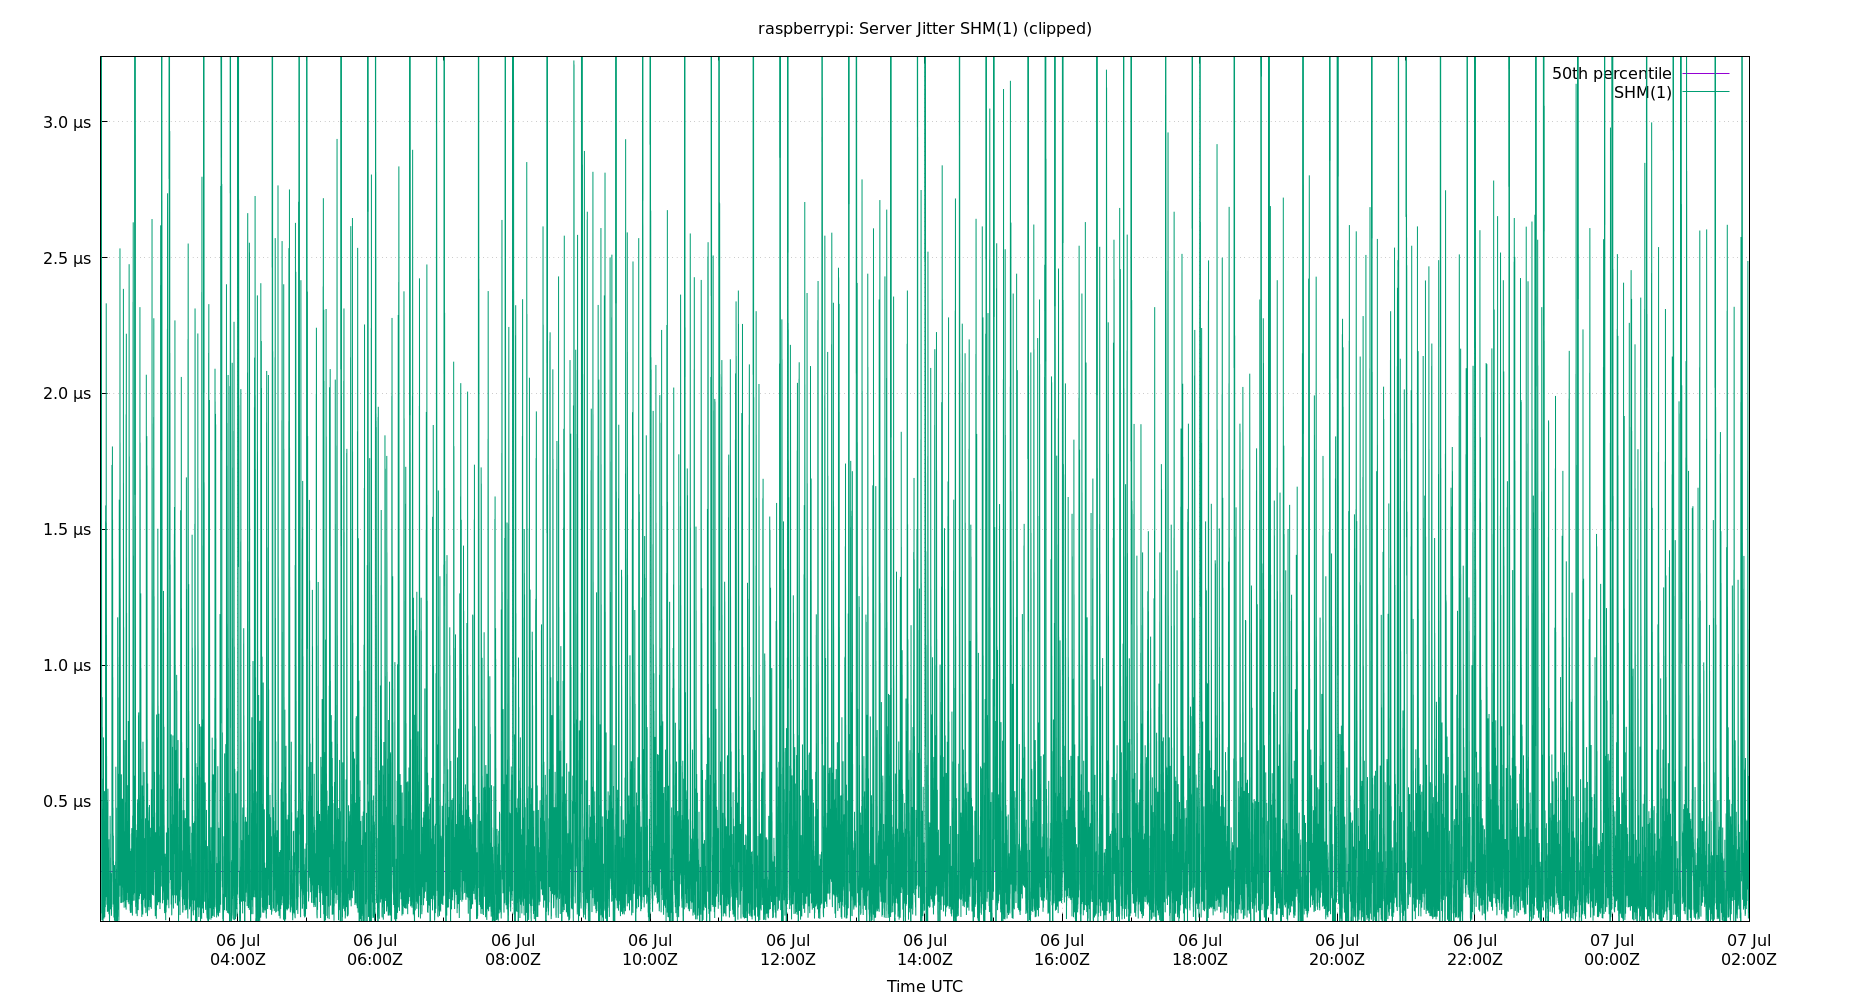 raspberrypi: Server Jitter SHM(1) (clipped)
50th percentile
SHM(1)
3.0 µs
2.5 µs
2.0 µs
1.5 µs
1.0 µs
0.5 µs
06 Jul 06 Jul 06 Jul 06 Jul 06 Jul 06 Jul 06 Jul 06 Jul 06 Jul 06 Jul 07 Jul 07 Jul
04:00Z 06:00Z 08:00Z 10:00Z 12:00Z 14:00Z 16:00Z 18:00Z 20:00Z 22:00Z 00:00Z 02:00Z
Time UTC